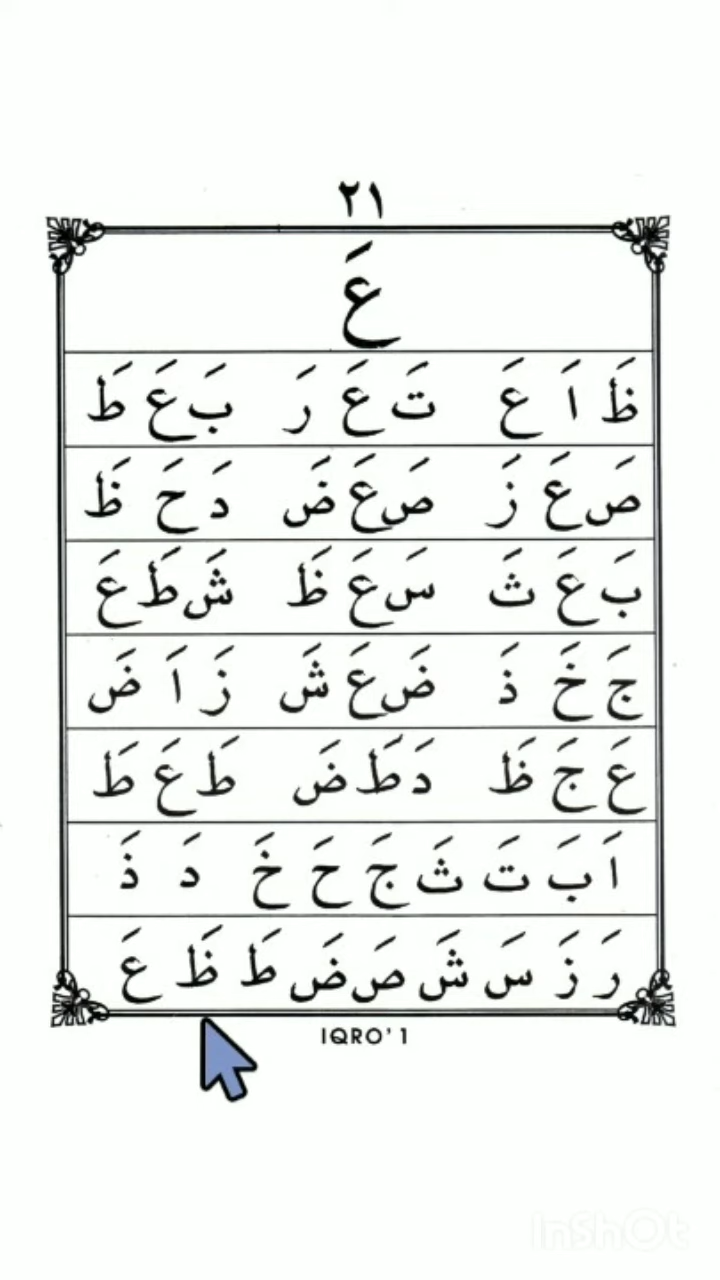 ٢١
عَ
ظَ اَ عَ تَ عَ رَ بَ عَ طَ
صَ عَ زَ صَ عَ ضَ دَ حَ ظَ
بَ عَ ثَ سَ عَ ظَ شَ طَ عَ
جَ خَ ذَ ضَ عَ شَ زَ اَ ضَ
عَ جَ ظَ دَ طَ ضَ طَ عَ طَ
اَ بَ تَ ثَ جَ حَ خَ دَ ذَ
رَ زَ سَ شَ صَ ضَ طَ ظَ عَ
IQRO' 1
InShOt